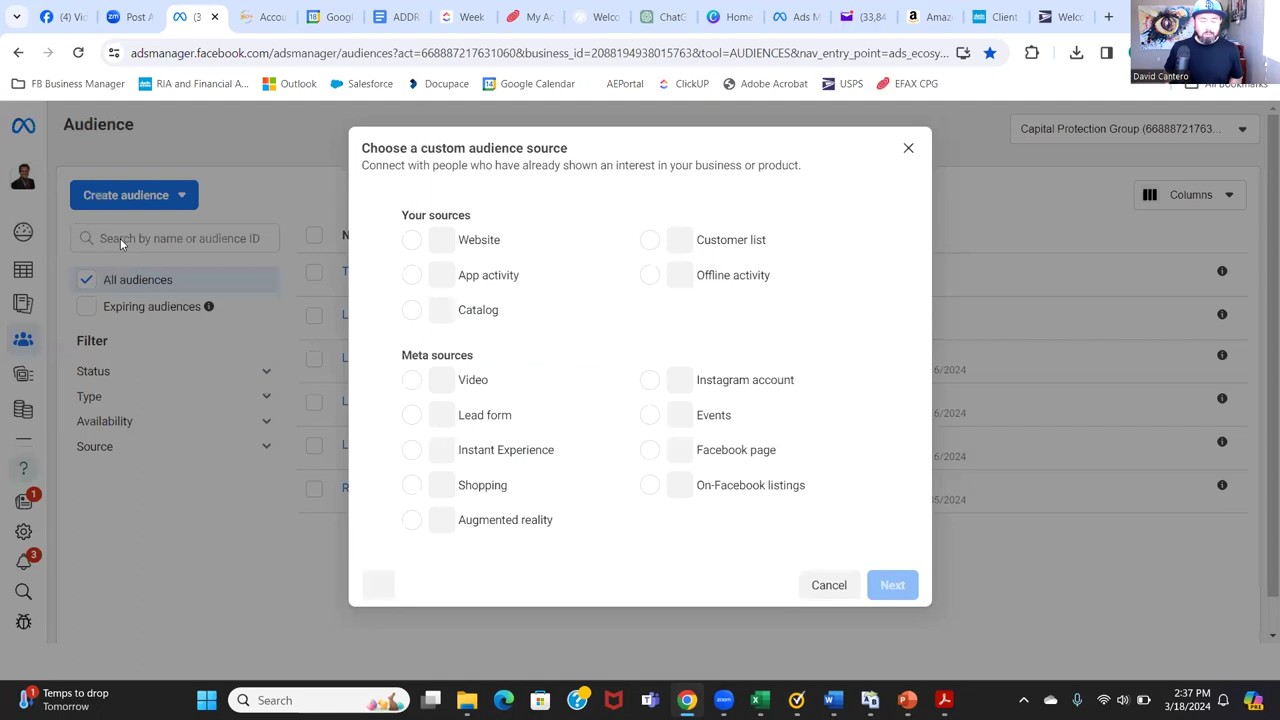 (4) Vi
Post A
(3)
Accou
Googl
ADDR
Week
My A
Welco
ChatG
Home
Ads M
(33,84
Amaz
Client
Welco
adsmanager.facebook.com/adsmanager/audiences?act=668887217631060&business_id=2088194938015763&tool=AUDIENCES&nav_entry_point=ads_ecosy...
David Cantero
FB Business Manager
RIA and Financial A...
Outlook
Salesforce
Docupace
Google Calendar
AEPortal
ClickUP
Adobe Acrobat
USPS
EFAX CPG
All Bookmarks
Audience
Capital Protection Group (66888721763...
Create audience
Columns
Search by name or audience ID
All audiences
Expiring audiences
Filter
Status
Type
Availability
Source
Choose a custom audience source
Connect with people who have already shown an interest in your business or product.
Your sources
Website
Customer list
App activity
Offline activity
Catalog
Meta sources
Video
Instagram account
Lead form
Events
Instant Experience
Facebook page
Shopping
On-Facebook listings
Augmented reality
Cancel
Next
6/2024
6/2024
6/2024
5/2024
1
3
1
Temps to drop
Tomorrow
Search
2:37 PM
3/18/2024